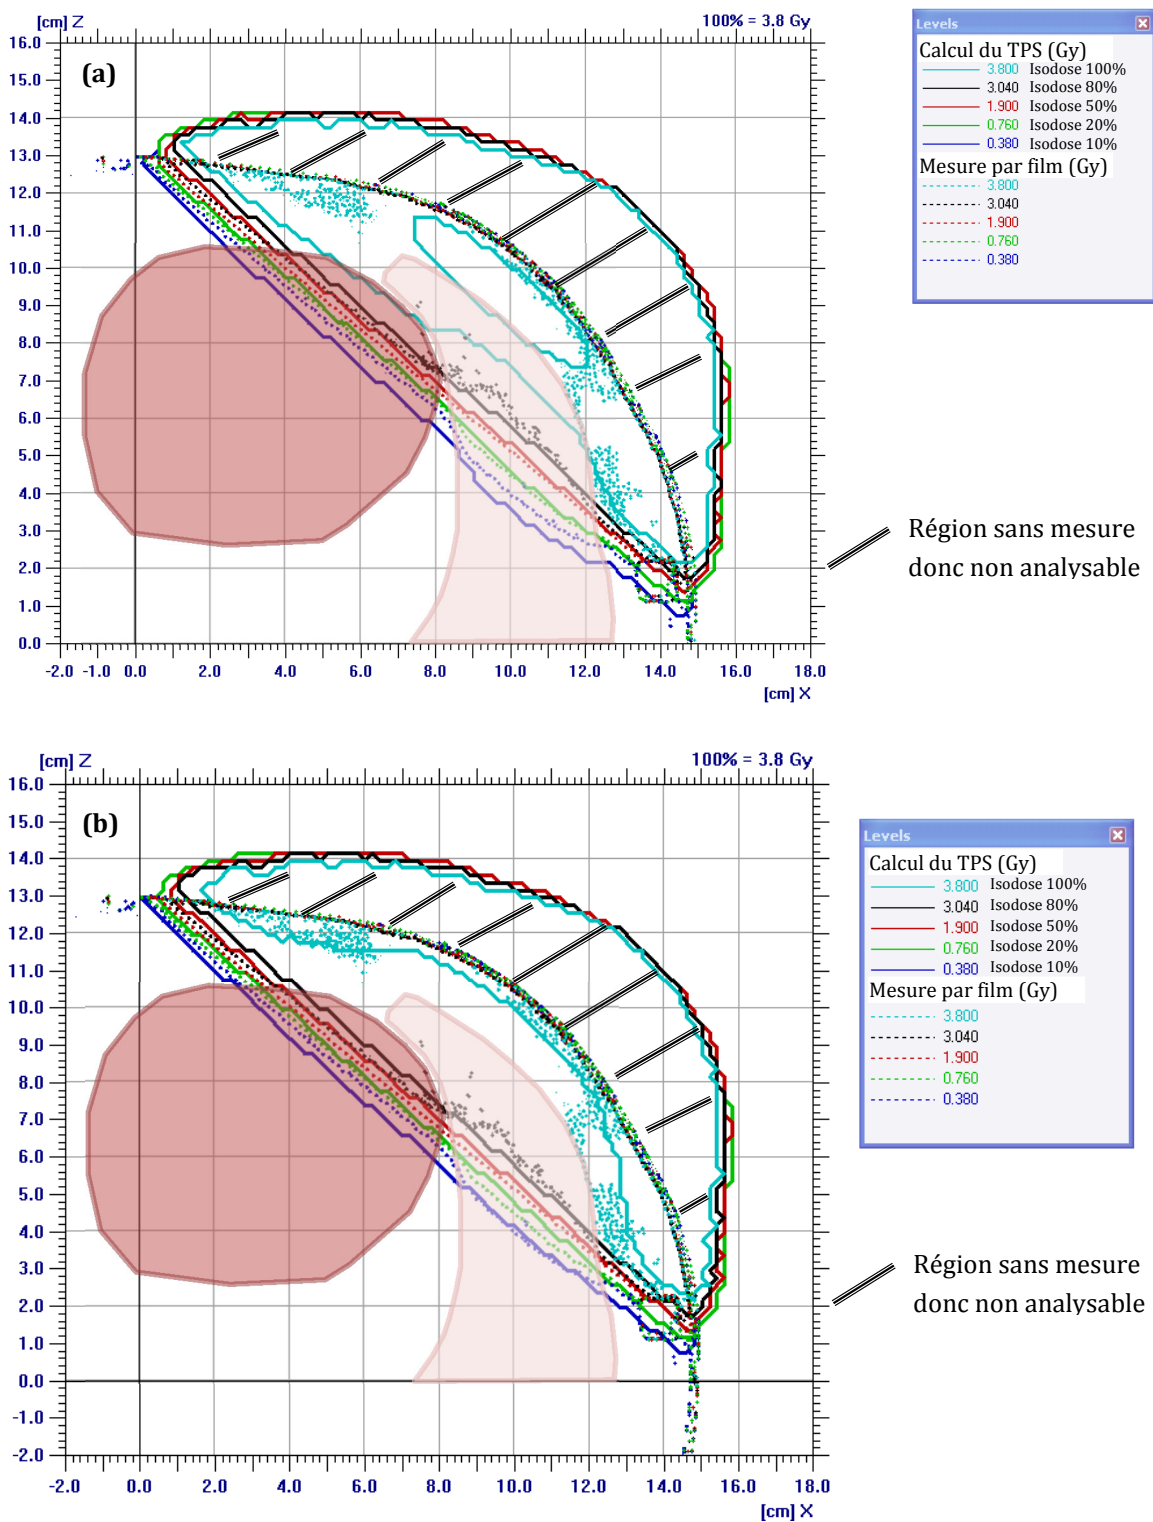 [cm] Z
100% = 3.8 Gy
(a)
16.0
15.0
14.0
13.0
12.0
11.0
10.0
9.0
8.0
7.0
6.0
5.0
4.0
3.0
2.0
1.0
0.0
-2.0 -1.0 0.0 2.0 4.0 6.0 8.0 10.0 12.0 14.0 16.0 18.0
[cm] X
Levels
Calcul du TPS (Gy)
3.800 Isodose 100%
3.040 Isodose 80%
1.900 Isodose 50%
0.760 Isodose 20%
0.380 Isodose 10%
Mesure par film (Gy)
3.800
3.040
1.900
0.760
0.380
Région sans mesure
donc non analysable
[cm] Z
100% = 3.8 Gy
(b)
16.0
15.0
14.0
13.0
12.0
11.0
10.0
9.0
8.0
7.0
6.0
5.0
4.0
3.0
2.0
1.0
0.0
-1.0
-2.0
-2.0 0.0 2.0 4.0 6.0 8.0 10.0 12.0 14.0 16.0 18.0
[cm] X
Levels
Calcul du TPS (Gy)
3.800 Isodose 100%
3.040 Isodose 80%
1.900 Isodose 50%
0.760 Isodose 20%
0.380 Isodose 10%
Mesure par film (Gy)
3.800
3.040
1.900
0.760
0.380
Région sans mesure
donc non analysable